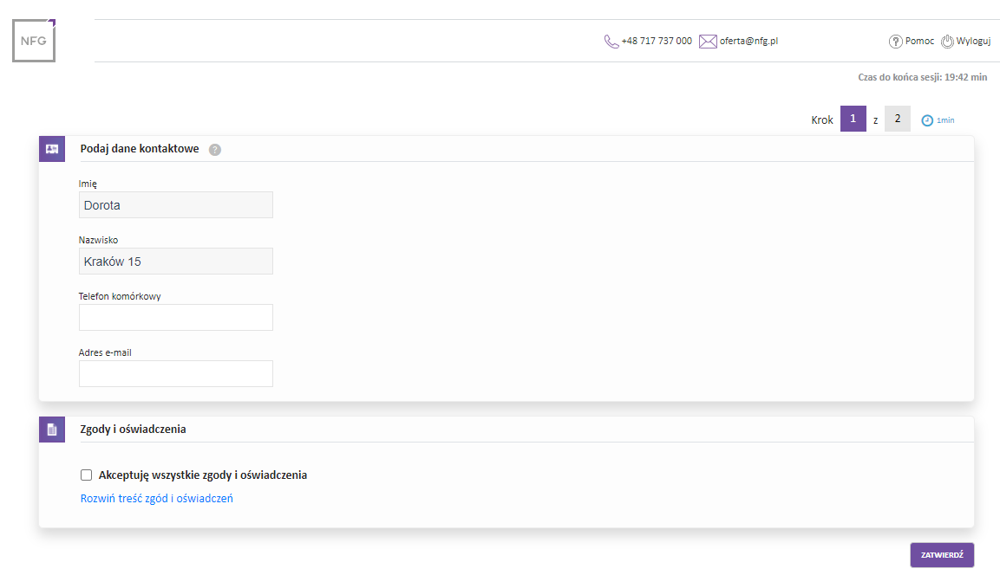 NFG
+48 717 737 000 oferta@nfg.pl ? Pomoc Wyloguj
Czas do końca sesji: 19:42 min
Krok 1 z 2 1min
Podaj dane kontaktowe ?
Imię
Dorota
Nazwisko
Kraków 15
Telefon komórkowy
Adres e-mail
Zgody i oświadczenia
Akceptuję wszystkie zgody i oświadczenia
Rozwiń treść zgód i oświadczeń
ZATWIERDŹ